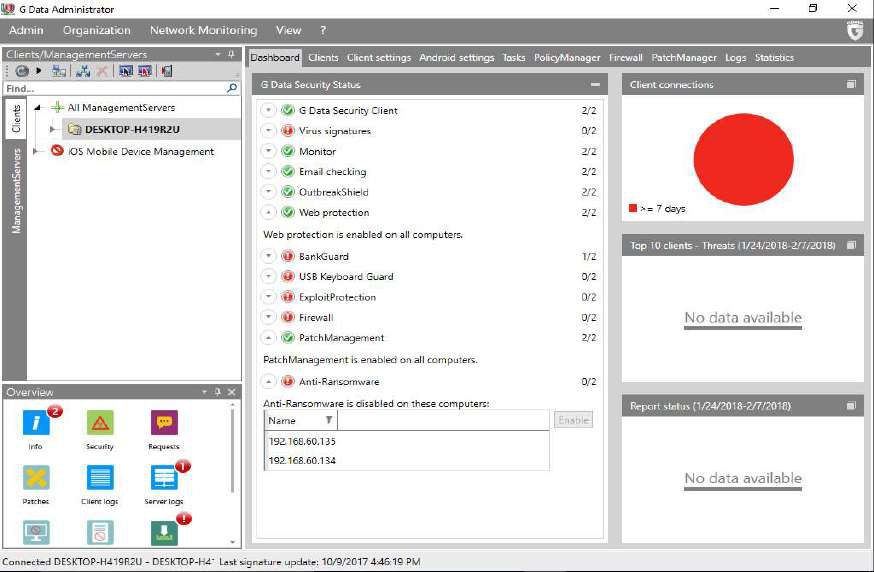 G Data Administrator
Admin Organization Network Monitoring View ?
Clients/ManagementServers
Find...
Clients
ManagementServers
All ManagementServers
DESKTOP-H419R2U
iOS Mobile Device Management
Overview
Info 2
Security
Requests
Patches
Client logs
Server logs
Dashboard Clients Client settings Android settings Tasks PolicyManager Firewall PatchManager Logs Statistics
G Data Security Status
G Data Security Client 2/2
Virus signatures 0/2
Monitor 2/2
Email checking 2/2
OutbreakShield 2/2
Web protection 2/2
Web protection is enabled on all computers.
BankGuard 1/2
USB Keyboard Guard 0/2
ExploitProtection 0/2
Firewall 0/2
PatchManagement 2/2
PatchManagement is enabled on all computers.
Anti-Ransomware 0/2
Anti-Ransomware is disabled on these computers:
Name
Enable
192.168.60.135
192.168.60.134
Client connections
>= 7 days
Top 10 clients - Threats (1/24/2018-2/7/2018)
No data available
Report status (1/24/2018-2/7/2018)
No data available
Connected DESKTOP-H419R2U - DESKTOP-H4 Last signature update: 10/9/2017 4:46:19 PM